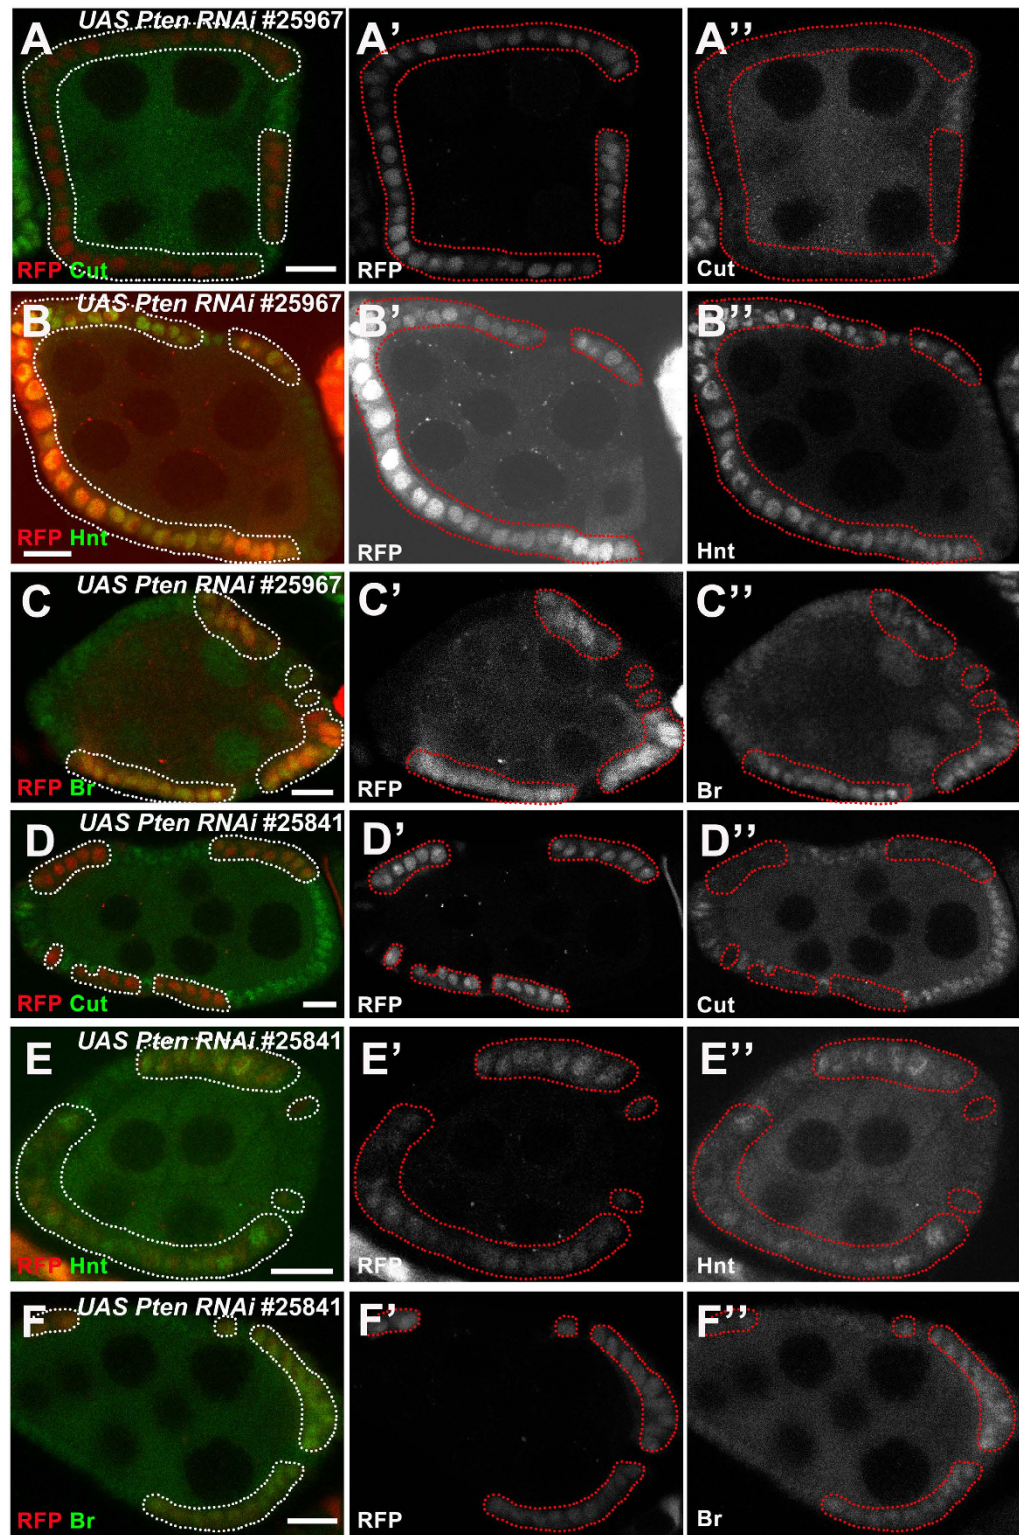 UAS Pten RNAi #25967
A A' A''
RFP Cut RFP Cut
UAS Pten RNAi #25967
B B' B''
RFP Hnt RFP Hnt
UAS Pten RNAi #25967
C C' C''
RFP Br RFP Br
UAS Pten RNAi #25841
D D' D''
RFP Cut RFP Cut
UAS Pten RNAi #25841
E E' E''
RFP Hnt RFP Hnt
UAS Pten RNAi #25841
F F' F''
RFP Br RFP Br